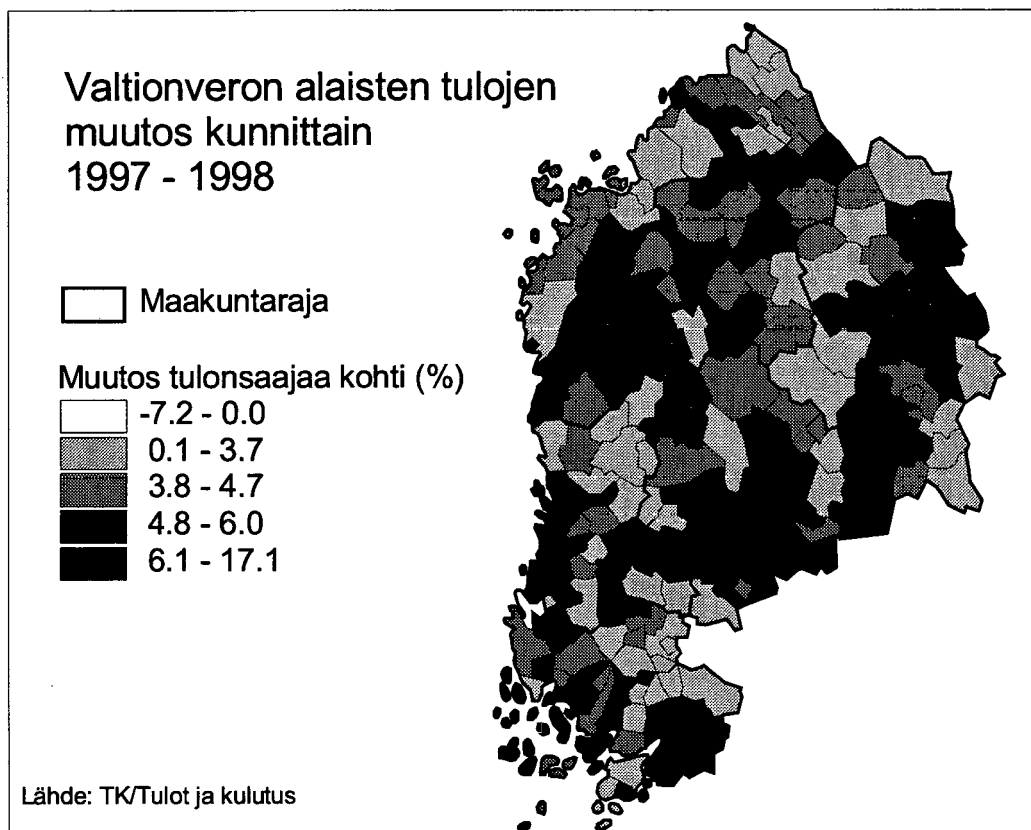 Valtionveron alaisten tulojen
muutos kunnittain
1997 - 1998
Maakuntaraja
Muutos tulonsaajaa kohti (%)
-7.2 - 0.0
0.1 - 3.7
3.8 - 4.7
4.8 - 6.0
6.1 - 17.1
Lähde: TK/Tulot ja kulutus